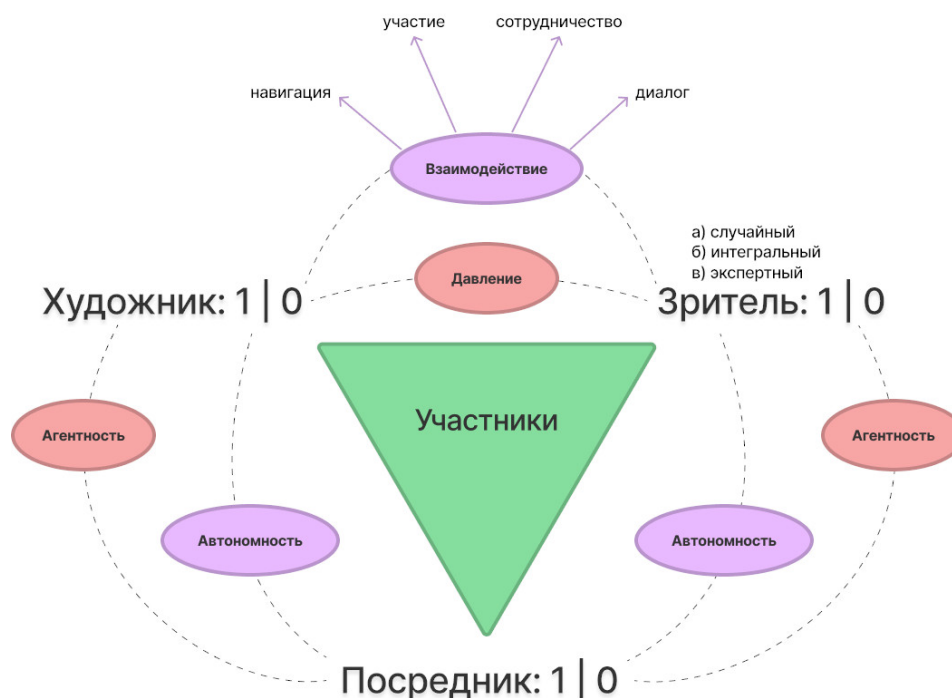 участие
сотрудничество
навигация
диалог
Взаимодействие
а) случайный
б) интегральный
в) экспертный
Давление
Художник: 1 | 0
Зритель: 1 | 0
Участники
Агентность
Агентность
Автономность
Автономность
Посредник: 1 | 0